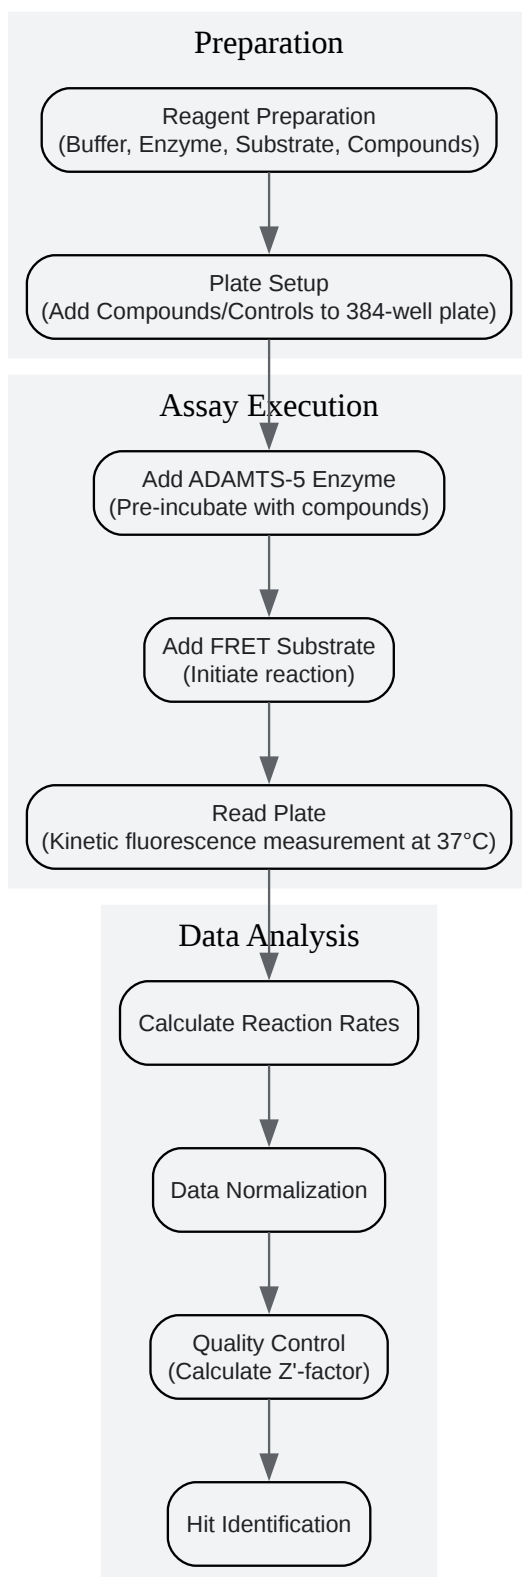 Preparation
Reagent Preparation
(Buffer, Enzyme, Substrate, Compounds)
Plate Setup
(Add Compounds/Controls to 384-well plate)
Assay Execution
Add ADAMTS-5 Enzyme
(Pre-incubate with compounds)
Add FRET Substrate
(Initiate reaction)
Read Plate
(Kinetic fluorescence measurement at 37°C)
Data Analysis
Calculate Reaction Rates
Data Normalization
Quality Control
(Calculate Z'-factor)
Hit Identification